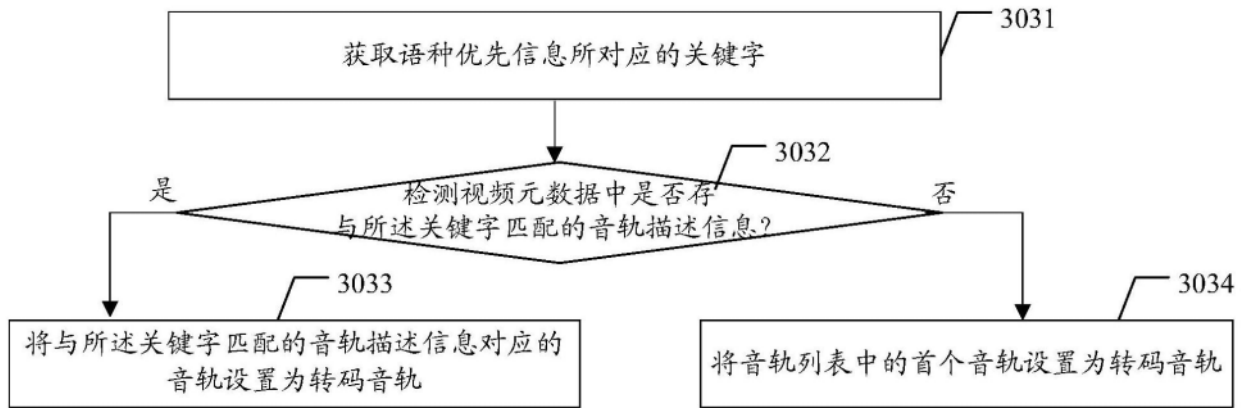 3031
获取语种优先信息所对应的关键字
3032
是
检测视频元数据中是否存
否
与所述关键字匹配的音轨描述信息?
3033
3034
将与所述关键字匹配的音轨描述信息对应的
音轨设置为转码音轨
将音轨列表中的首个音轨设置为转码音轨